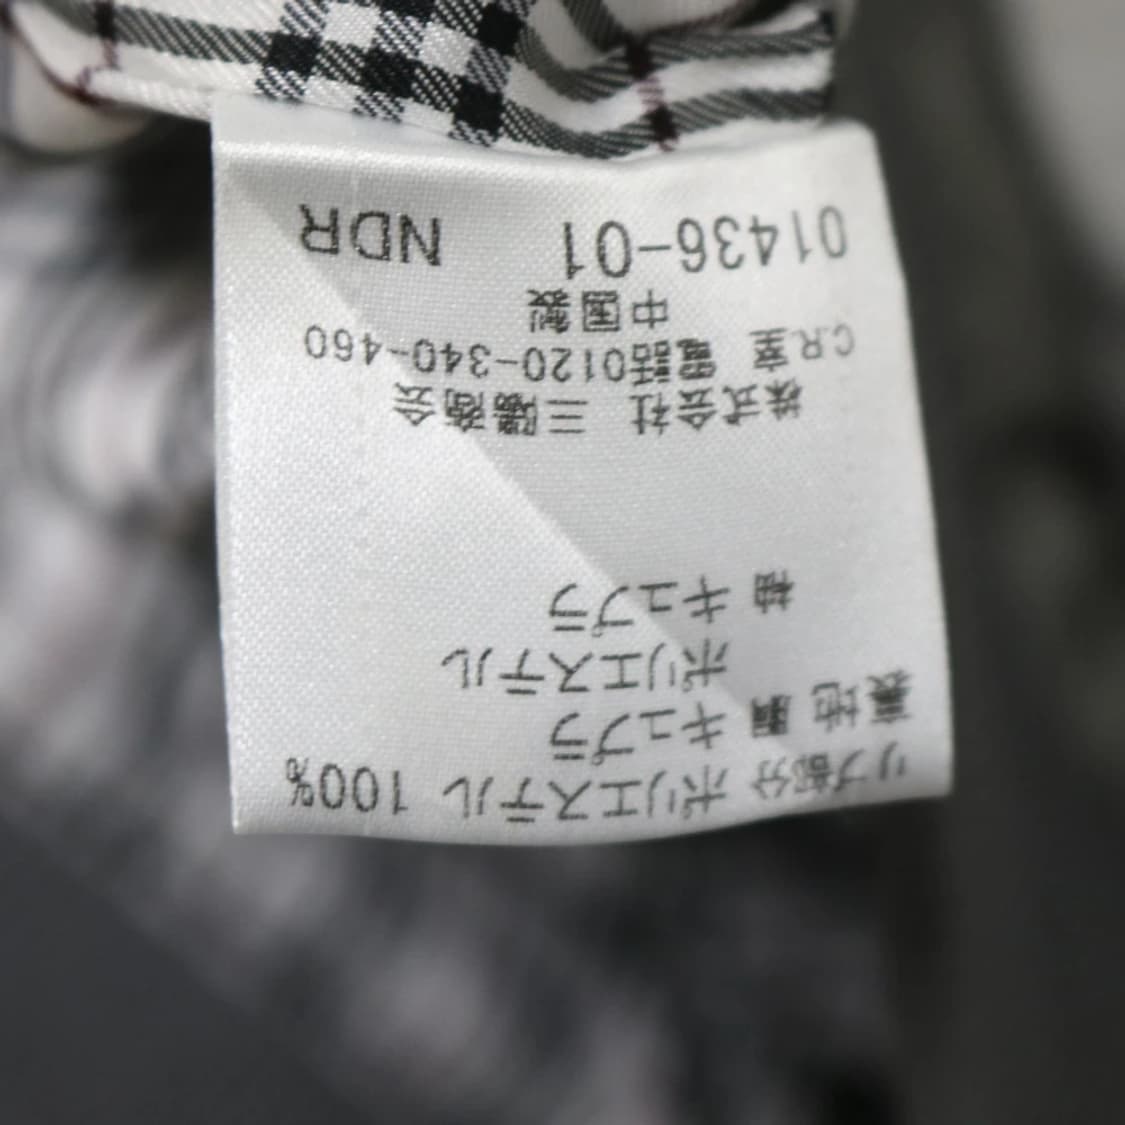 リブ部分 ポリエステル 100%
裏地 胴 キュプラ
ポリエステル
袖 キュプラ
株式会社 三陽商会
C.R.室 電話0120-340-460
中国製
01436-01 NDR